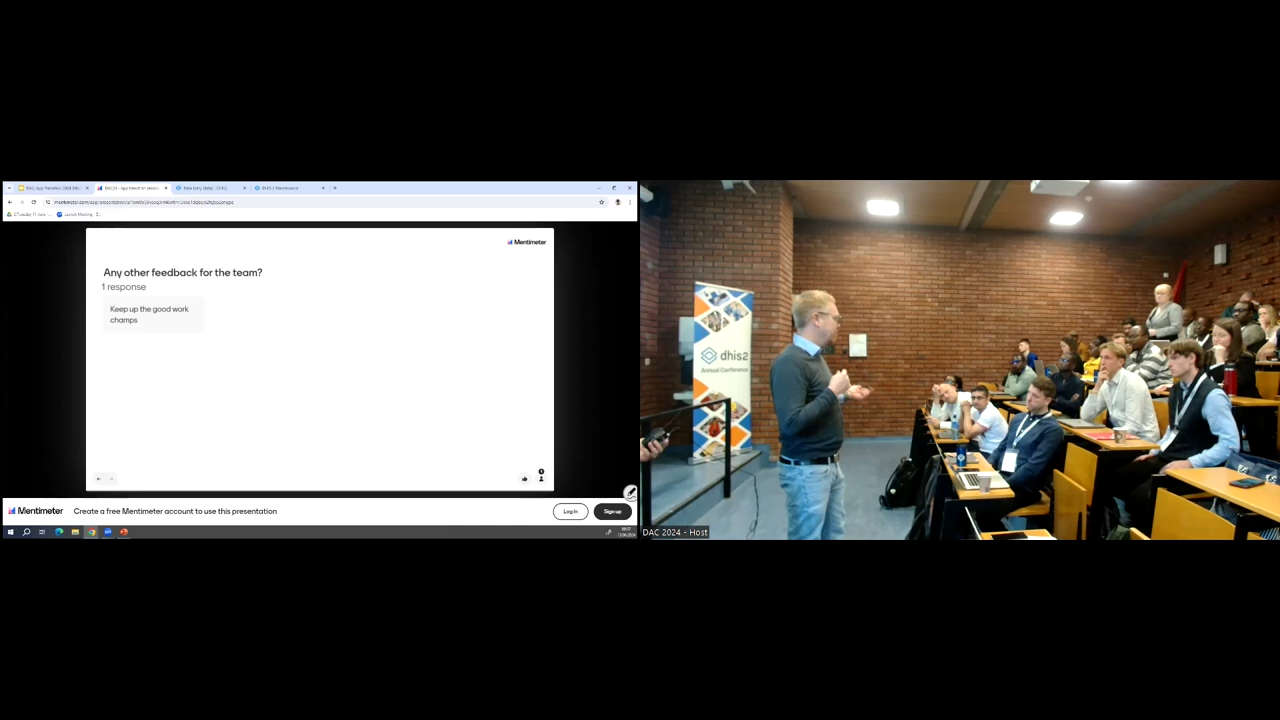 Mentimeter
Any other feedback for the team?
1 response
Keep up the good work
champs
Mentimeter
Create a free Mentimeter account to use this presentation
Log in
Sign up
dhis2
Annual Conference
DAC 2024 - Host